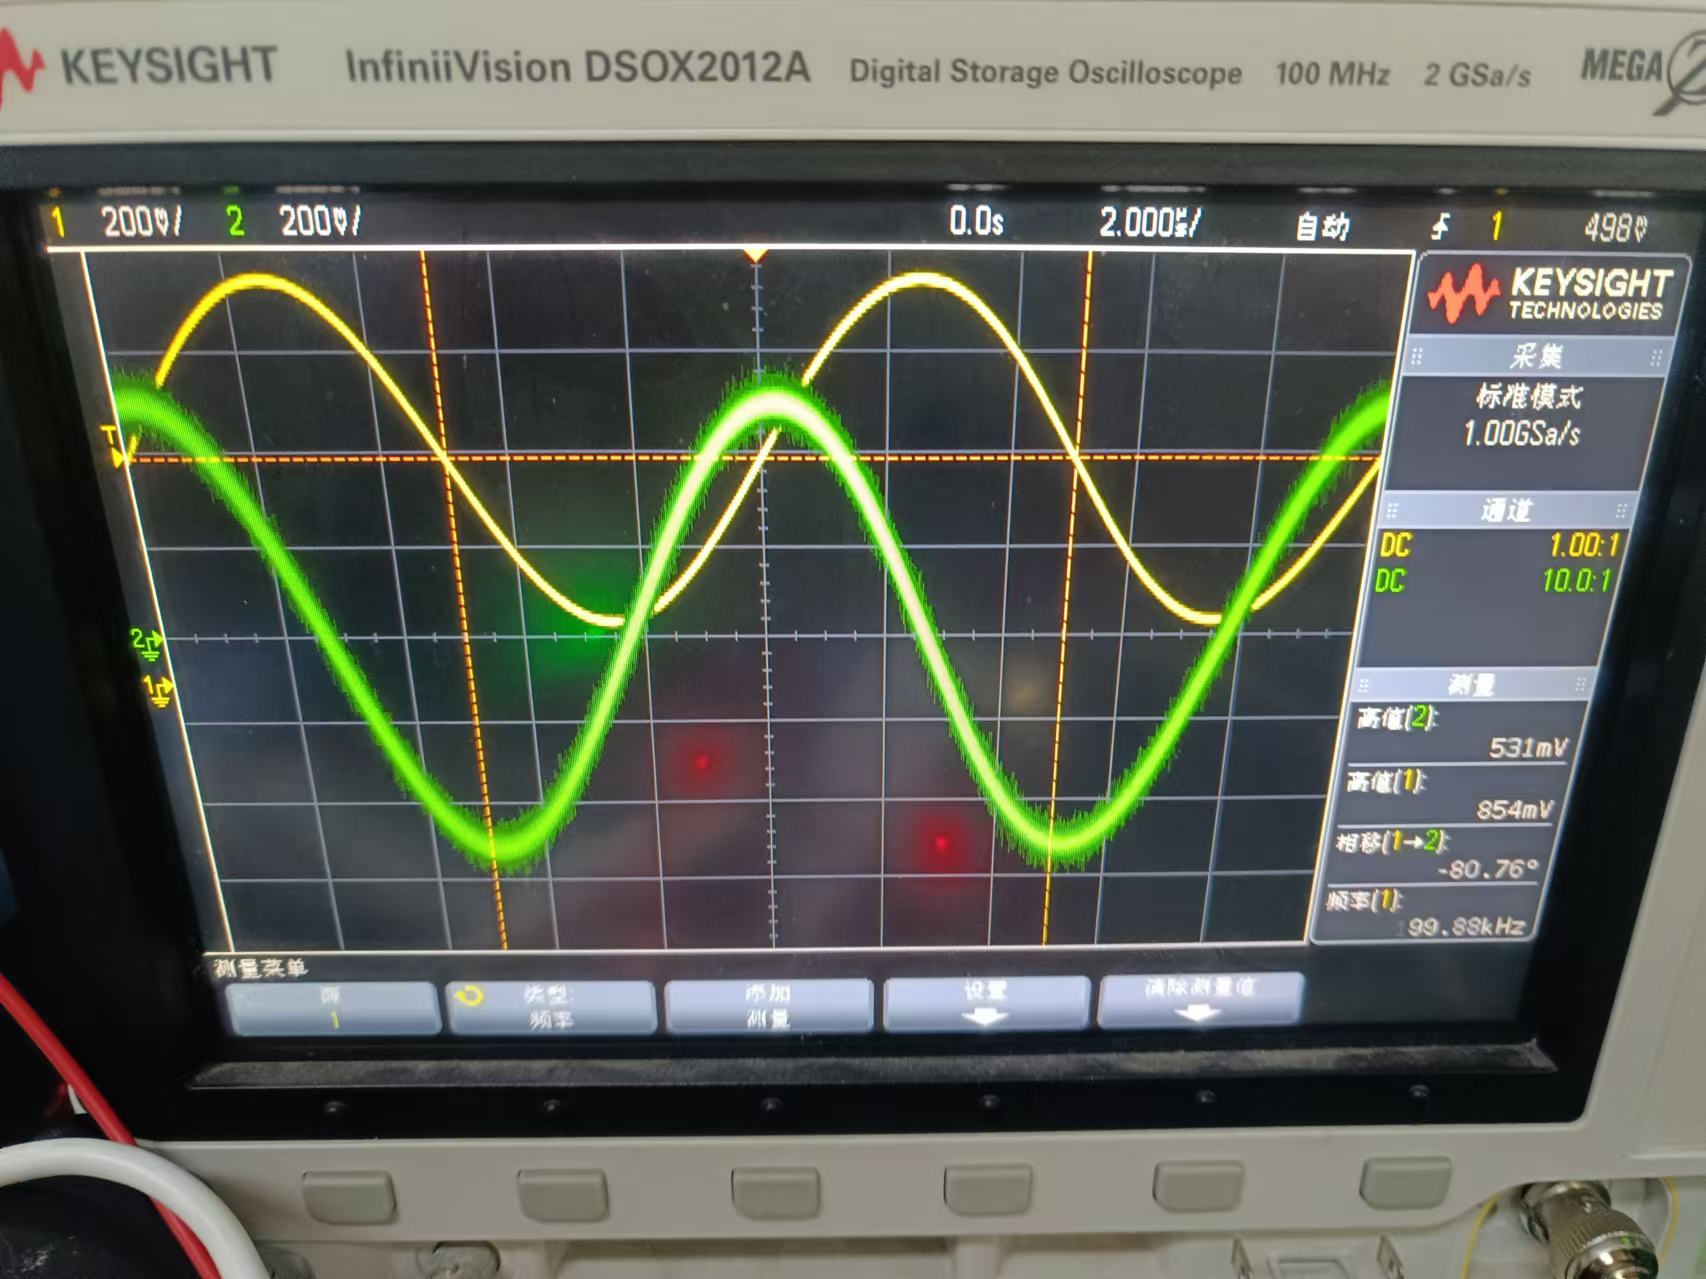 KEYSIGHT InfiniiVision DSOX2012A Digital Storage Oscilloscope 100 MHz 2 GSa/s MEGA
1 200V/ 2 200V/ 0.0s 2.000us/ 自动 1 498V
KEYSIGHT
TECHNOLOGIES
采集
标准模式
1.00GSa/s
通道
DC 1.00:1
DC 10.0:1
测量
高值(2):
531mV
高值(1):
854mV
相移(1→2):
-80.76°
频率(1):
99.88kHz
T
2
1
测量菜单
源
1
类型:
频率
添加
测量
设置
清除测量值